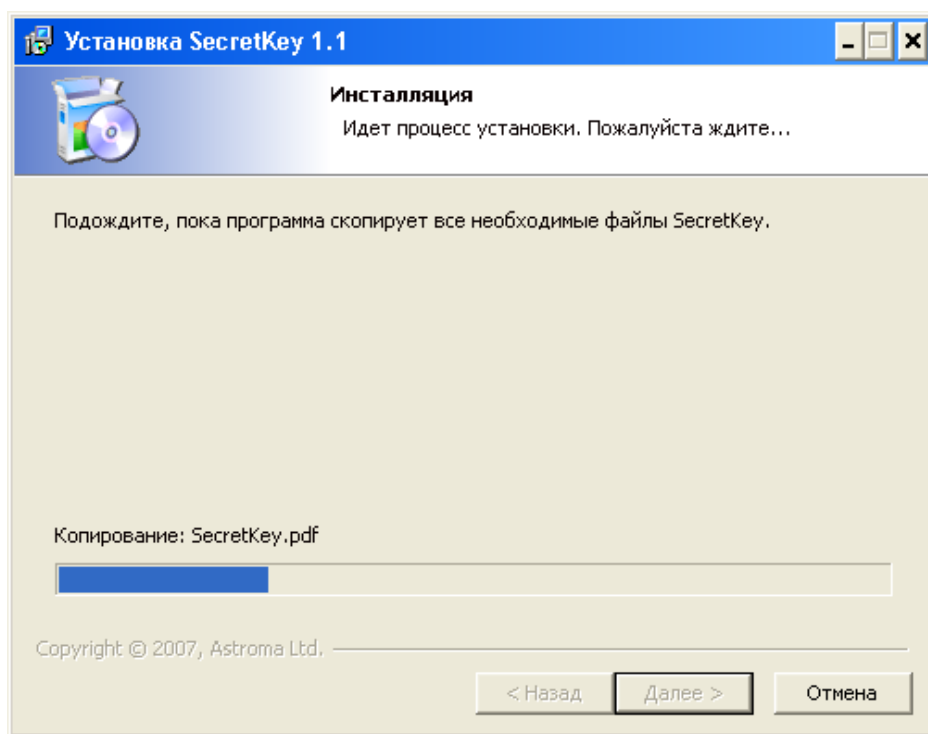 Установка SecretKey 1.1
Инсталляция
Идет процесс установки. Пожалуйста ждите...
Подождите, пока программа скопирует все необходимые файлы SecretKey.
Копирование: SecretKey.pdf
Copyright © 2007, Astroma Ltd.
< Назад Далее > Отмена